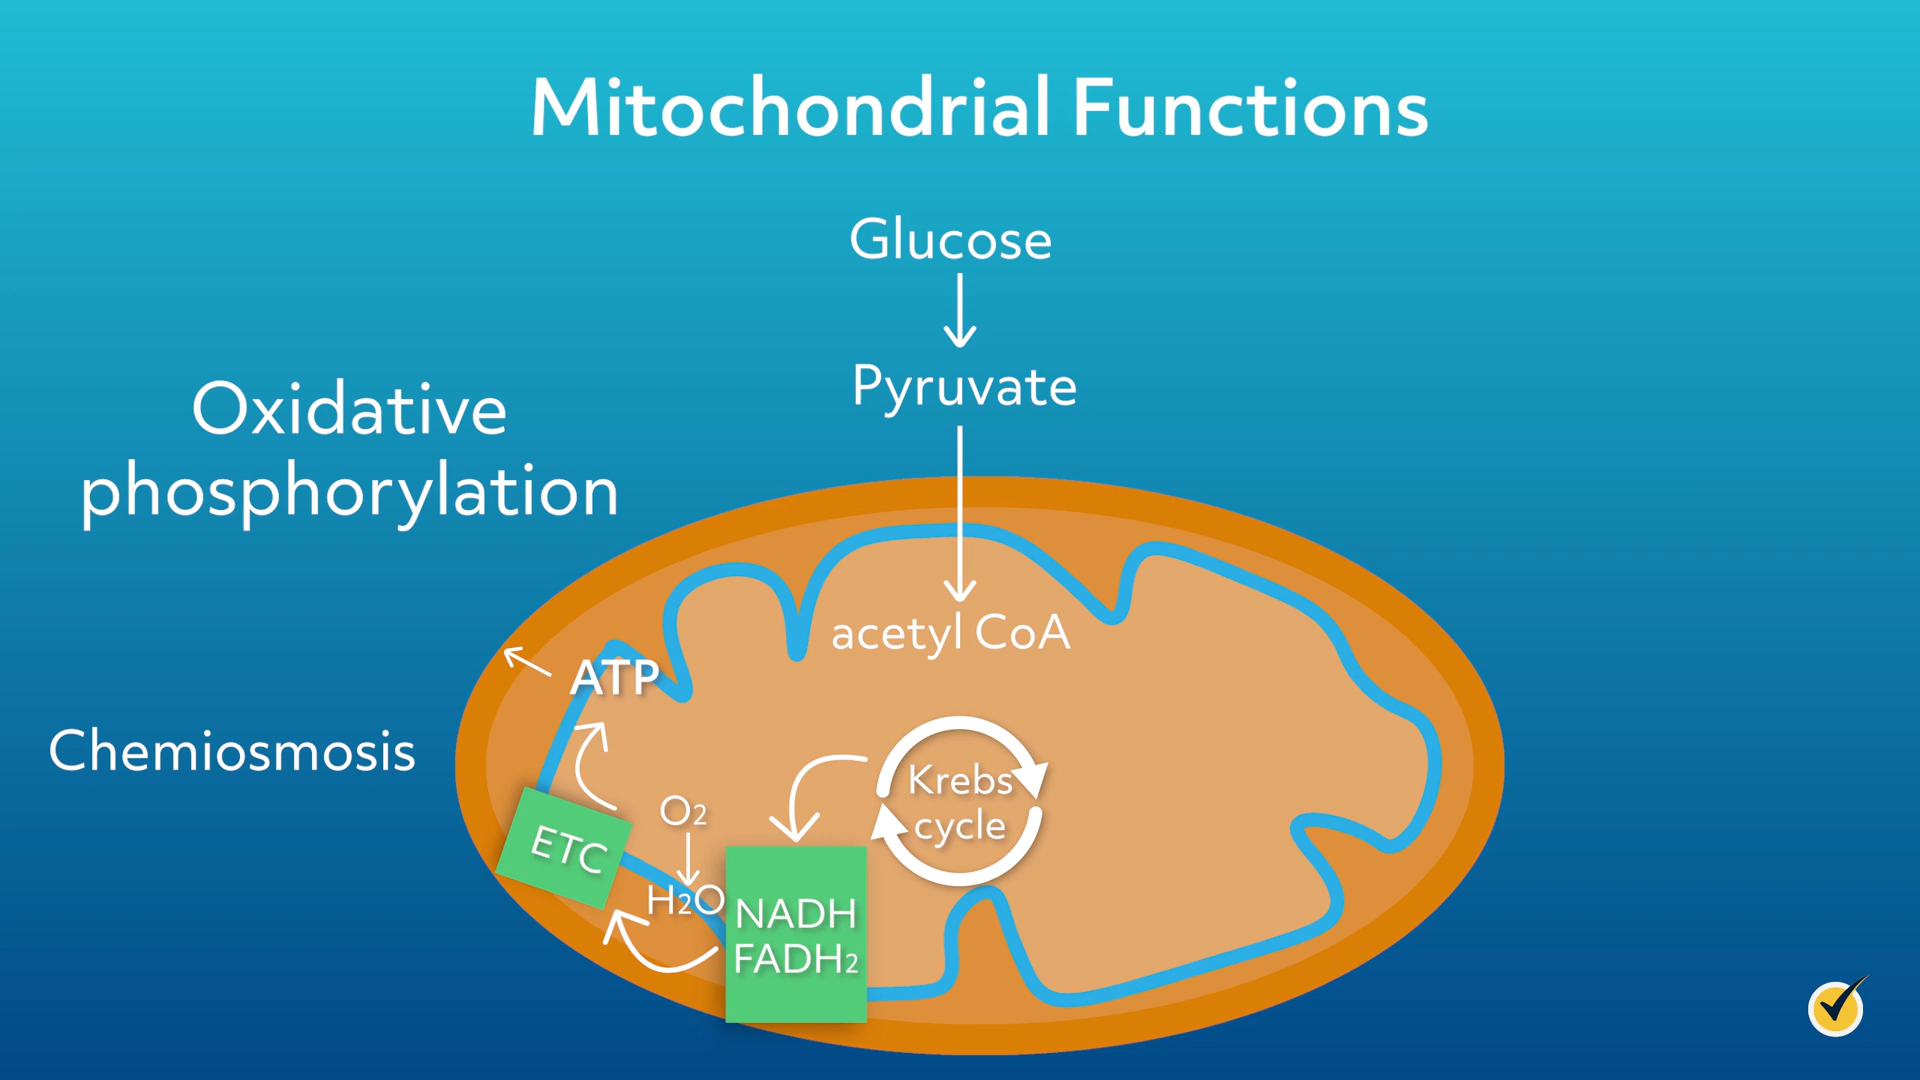 Mitochondrial Functions
Glucose
Pyruvate
Oxidative
phosphorylation
acetyl CoA
ATP
Chemiosmosis
Krebs
cycle
O2
ETC
H2O
NADH
FADH2